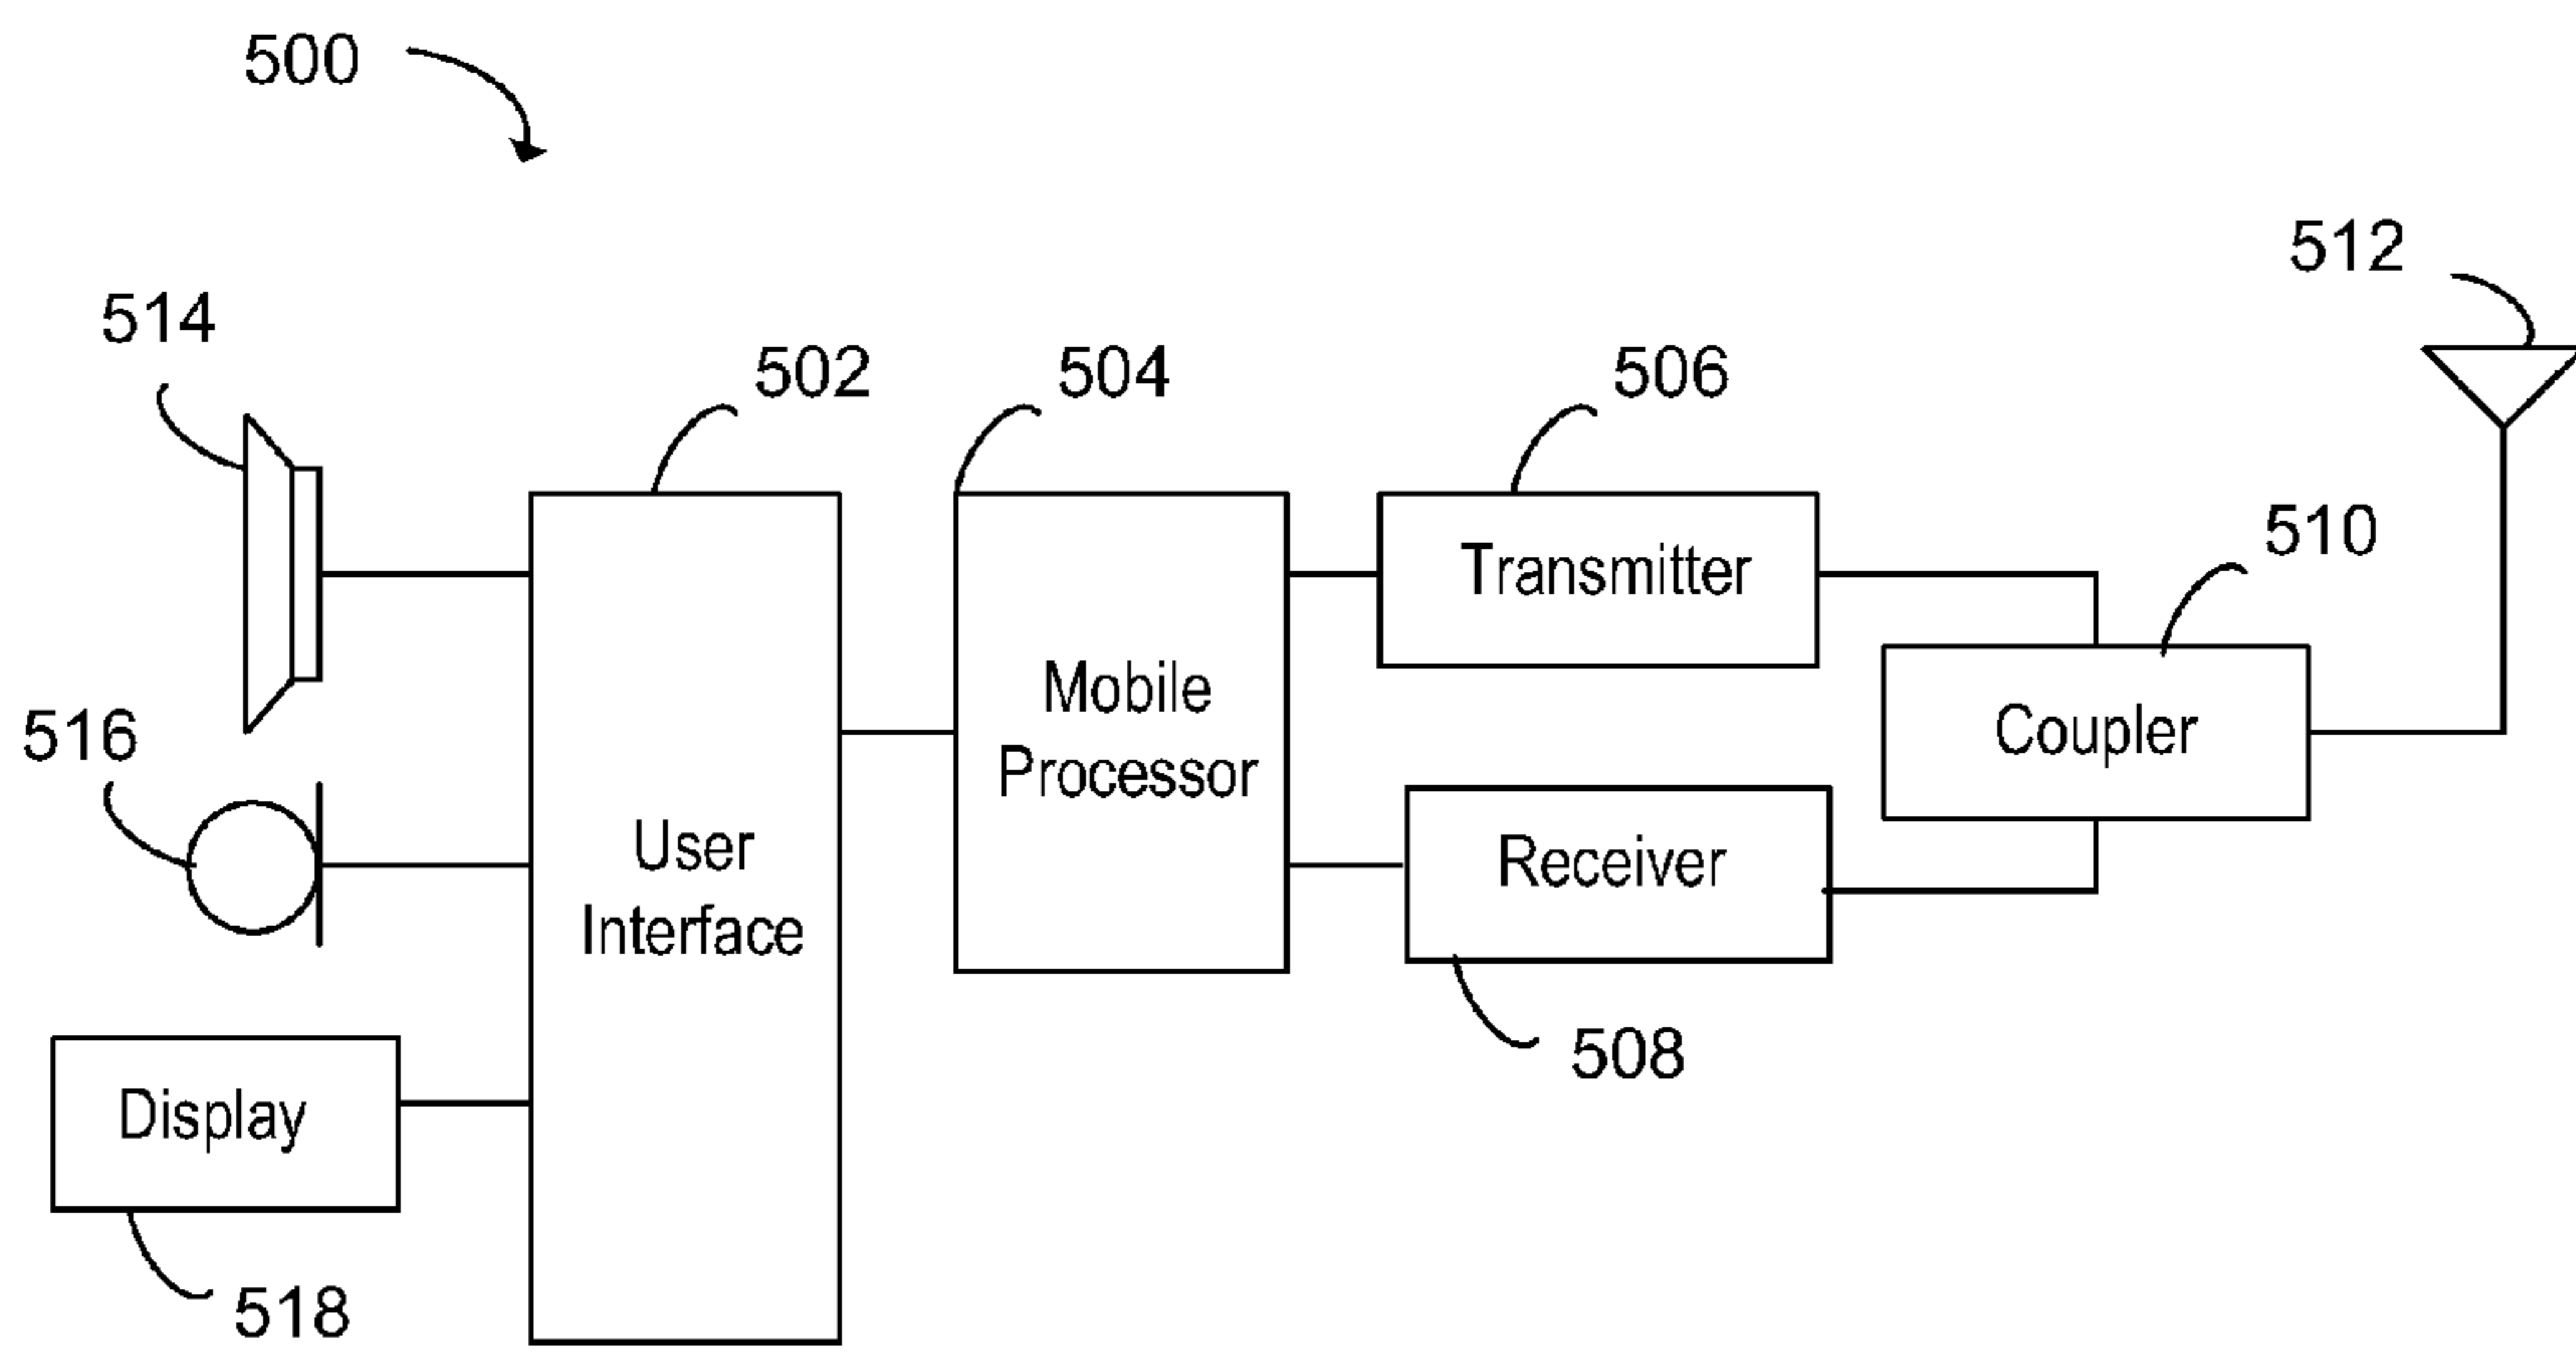 500
512
514
502
504
506
510
Transmitter
Mobile
Processor
Coupler
516
User
Interface
Receiver
508
Display
518